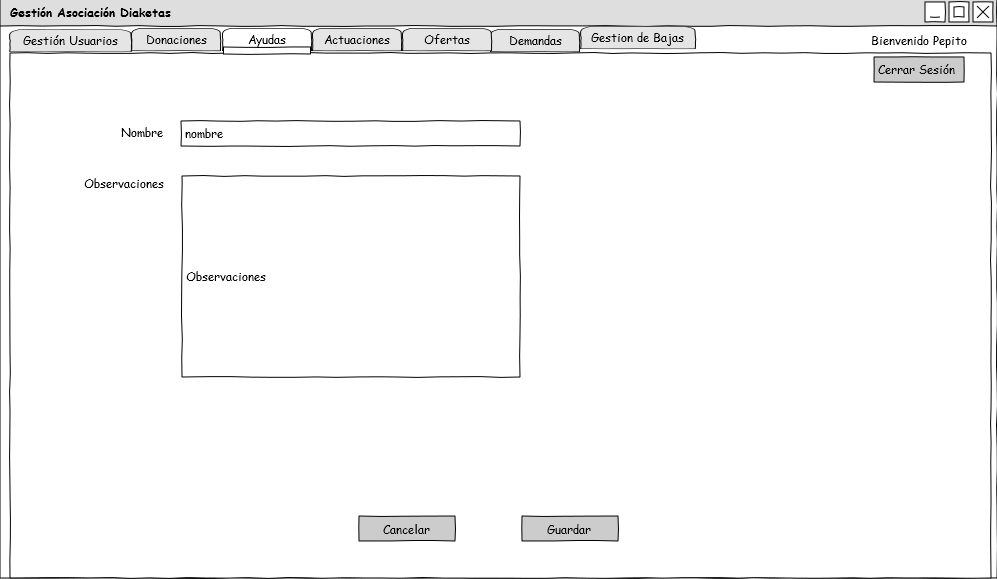 Gestión Asociación Diaketas
Gestión Usuarios
Donaciones
Ayudas
Actuaciones
Ofertas
Demandas
Gestion de Bajas
Bienvenido Pepito
Cerrar Sesión
Nombre
nombre
Observaciones
Observaciones
Cancelar
Guardar